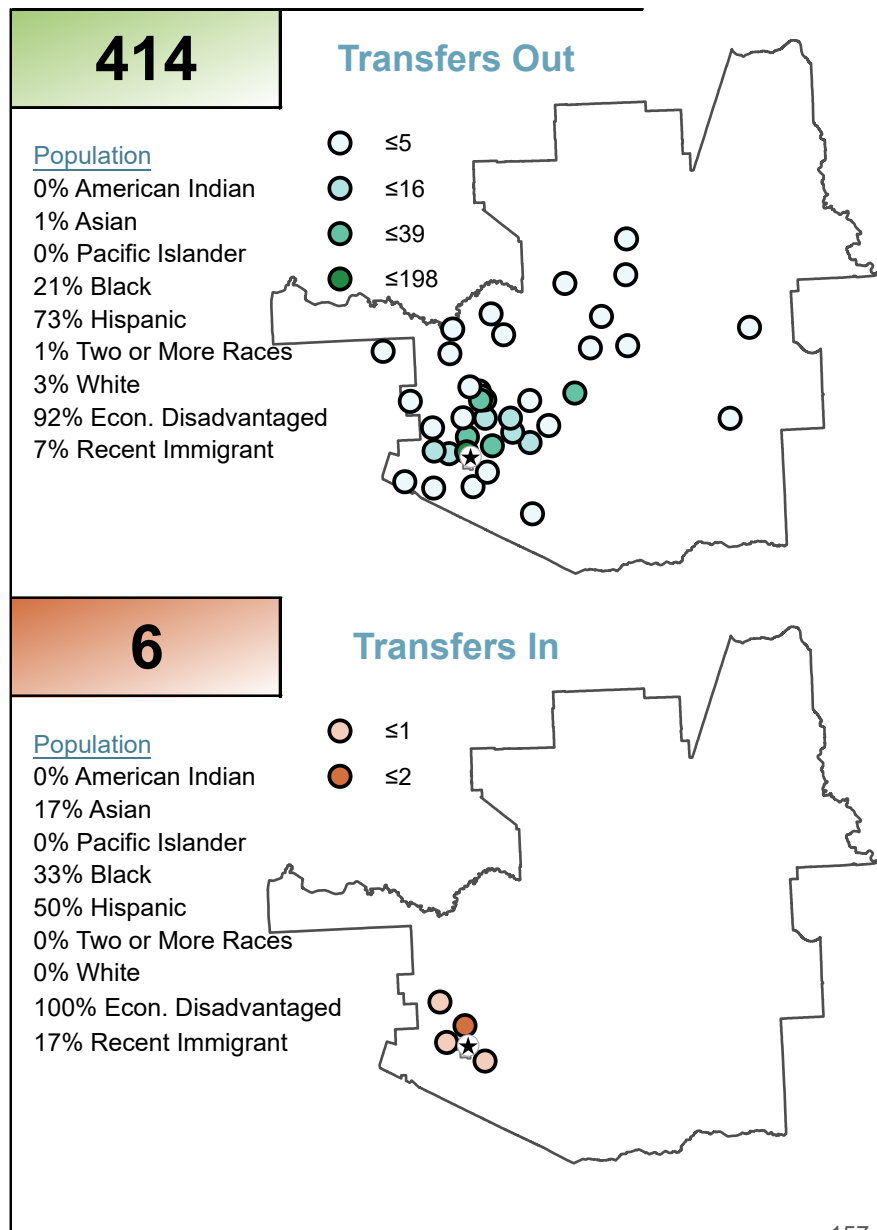 414
Transfers Out
Population
0% American Indian
1% Asian
0% Pacific Islander
21% Black
73% Hispanic
1% Two or More Races
3% White
92% Econ. Disadvantaged
7% Recent Immigrant
≤5
≤16
≤39
≤198
6
Transfers In
Population
0% American Indian
17% Asian
0% Pacific Islander
33% Black
50% Hispanic
0% Two or More Races
0% White
100% Econ. Disadvantaged
17% Recent Immigrant
≤1
≤2
157